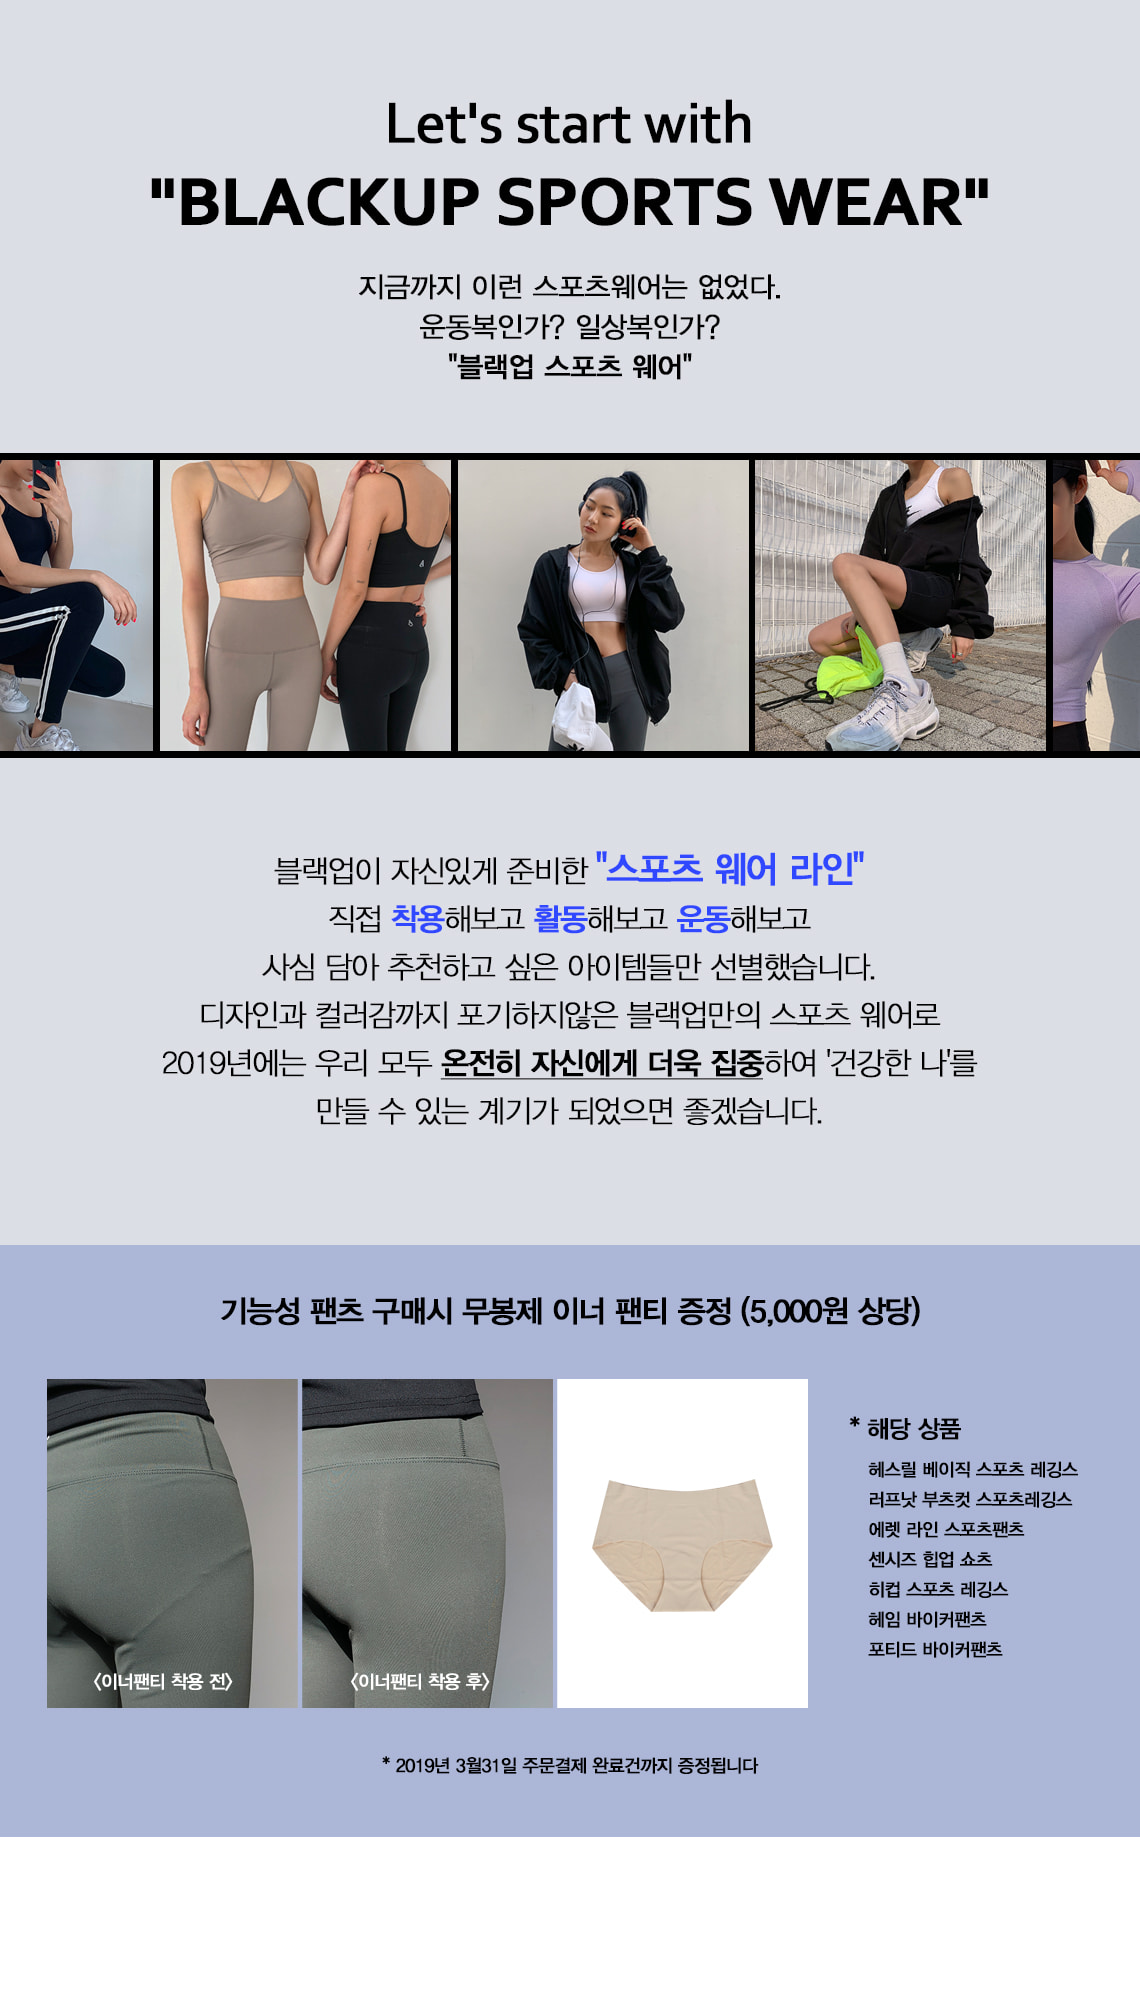 Let's start with
"BLACKUP SPORTS WEAR"
지금까지 이런 스포츠웨어는 없었다.
운동복인가? 일상복인가?
"블랙업 스포츠 웨어"
블랙업이 자신있게 준비한 "스포츠 웨어 라인"
직접 착용해보고 활동해보고 운동해보고
사심 담아 추천하고 싶은 아이템들만 선별했습니다.
디자인과 컬러감까지 포기하지않은 블랙업만의 스포츠 웨어로
2019년에는 우리 모두 온전히 자신에게 더욱 집중하여 '건강한 나'를
만들 수 있는 계기가 되었으면 좋겠습니다.
기능성 팬츠 구매시 무봉제 이너 팬티 증정 (5,000원 상당)
<이너팬티 착용 전>
<이너팬티 착용 후>
* 해당 상품
헤스릴 베이직 스포츠 레깅스
러프낫 부츠컷 스포츠레깅스
에렛 라인 스포츠팬츠
센시즈 힙업 쇼츠
히컵 스포츠 레깅스
헤임 바이커팬츠
포티드 바이커팬츠
* 2019년 3월31일 주문결제 완료건까지 증정됩니다